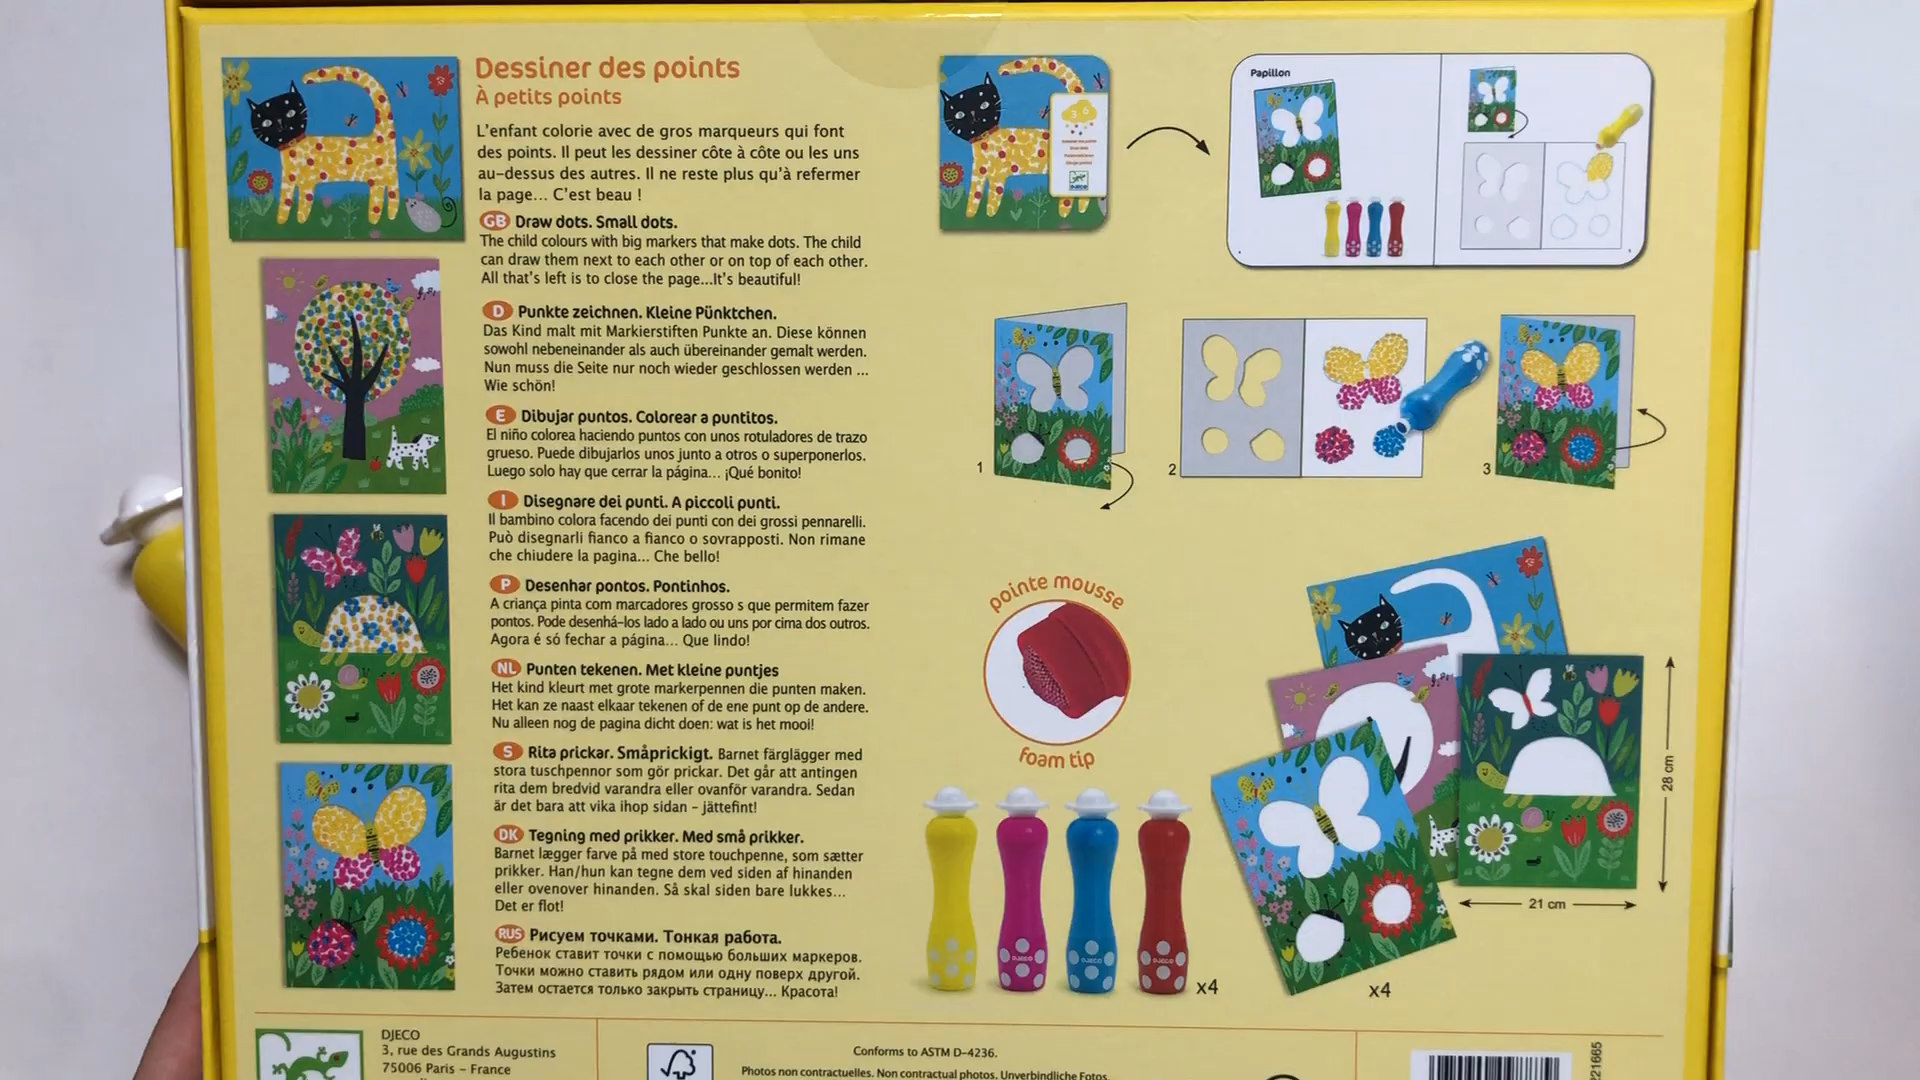 Dessiner des points
À petits points
L'enfant colorie avec de gros marqueurs qui font
des points. Il peut les dessiner côte à côte ou les uns
au-dessus des autres. Il ne reste plus qu'à refermer
la page... C'est beau !
GB Draw dots. Small dots.
The child colours with big markers that make dots. The child
can draw them next to each other or on top of each other.
All that's left is to close the page...It's beautiful!
D Punkte zeichnen. Kleine Pünktchen.
Das Kind malt mit Markierstiften Punkte an. Diese können
sowohl nebeneinander als auch übereinander gemalt werden.
Nun muss die Seite nur noch wieder geschlossen werden ...
Wie schön!
E Dibujar puntos. Colorear a puntitos.
El niño colorea haciendo puntos con unos rotuladores de trazo
grueso. Puede dibujarlos unos junto a otros o superponerlos.
Luego solo hay que cerrar la página... ¡Qué bonito!
I Disegnare dei punti. A piccoli punti.
Il bambino colora facendo dei punti con dei grossi pennarelli.
Può disegnarli fianco a fianco o sovrapposti. Non rimane
che chiudere la pagina... Che bello!
P Desenhar pontos. Pontinhos.
A criança pinta com marcadores grosso s que permitem fazer
pontos. Pode desenhá-los lado a lado ou uns por cima dos outros.
Agora é só fechar a página... Que lindo!
NL Punten tekenen. Met kleine puntjes
Het kind kleurt met grote markerpennen die punten maken.
Het kan ze naast elkaar tekenen of de ene punt op de andere.
Nu alleen nog de pagina dicht doen: wat is het mooi!
S Rita prickar. Småprickigt. Barnet färglägger med
stora tuschpennor som gör prickar. Det går att antingen
rita dem bredvid varandra eller ovanför varandra. Sedan
är det bara att vika ihop sidan - jättefint!
DK Tegning med prikker. Med små prikker.
Barnet lægger farve på med store touchpenne, som sætter
prikker. Han/hun kan tegne dem ved siden af hinanden
eller ovenover hinanden. Så skal siden bare lukkes...
Det er flot!
RUS Рисуем точками. Тонкая работа.
Ребенок ставит точки с помощью больших маркеров.
Точки можно ставить рядом или одну поверх другой.
Затем остается только закрыть страницу... Красота!
3 6
DJECO
Papillon
1
2
3
pointe mousse
foam tip
DJECO
DJECO
DJECO
x4
x4
28 cm
21 cm
DJECO
3, rue des Grands Augustins
75006 Paris - France
Conforms to ASTM D-4236.
Photos non contractuelles. Non contractual photos. Unverbindliche Fotos.
21665